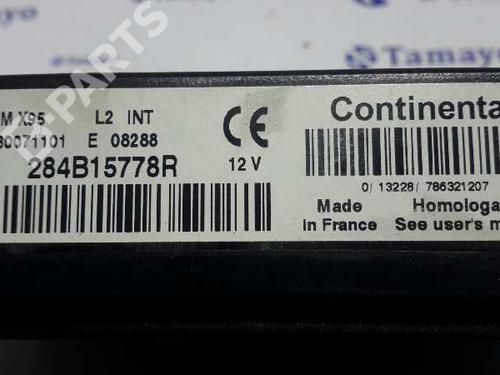 Tamayo
B PARTS
M X95 L2 INT
80071101 E 08288
284B15778R
12 V
CE
Continenta
0/ 13228/ 786321207
Made Homologa
In France See user's m